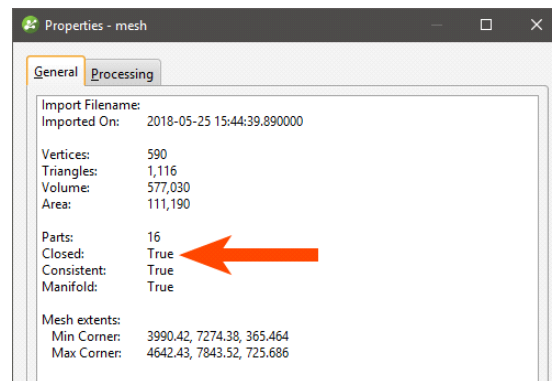 Properties - mesh
General Processing
Import Filename:
Imported On: 2018-05-25 15:44:39.890000
Vertices: 590
Triangles: 1,116
Volume: 577,030
Area: 111,190
Parts: 16
Closed: True
Consistent: True
Manifold: True
Mesh extents:
Min Corner: 3990.42, 7274.38, 365.464
Max Corner: 4642.43, 7843.52, 725.686